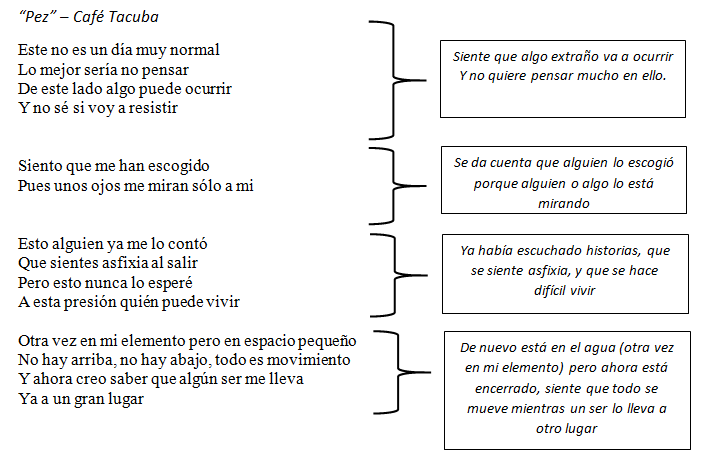 “Pez” – Café Tacuba
Este no es un día muy normal
Lo mejor sería no pensar
De este lado algo puede ocurrir
Y no sé si voy a resistir
Siente que algo extraño va a ocurrir
Y no quiere pensar mucho en ello.
Siento que me han escogido
Pues unos ojos me miran sólo a mi
Se da cuenta que alguien lo escogió
porque alguien o algo lo está
mirando
Esto alguien ya me lo contó
Que sientes asfixia al salir
Pero esto nunca lo esperé
A esta presión quién puede vivir
Ya había escuchado historias, que
se siente asfixia, y que se hace
difícil vivir
Otra vez en mi elemento pero en espacio pequeño
No hay arriba, no hay abajo, todo es movimiento
Y ahora creo saber que algún ser me lleva
Ya a un gran lugar
De nuevo está en el agua (otra vez
en mi elemento) pero ahora está
encerrado, siente que todo se
mueve mientras un ser lo lleva a
otro lugar